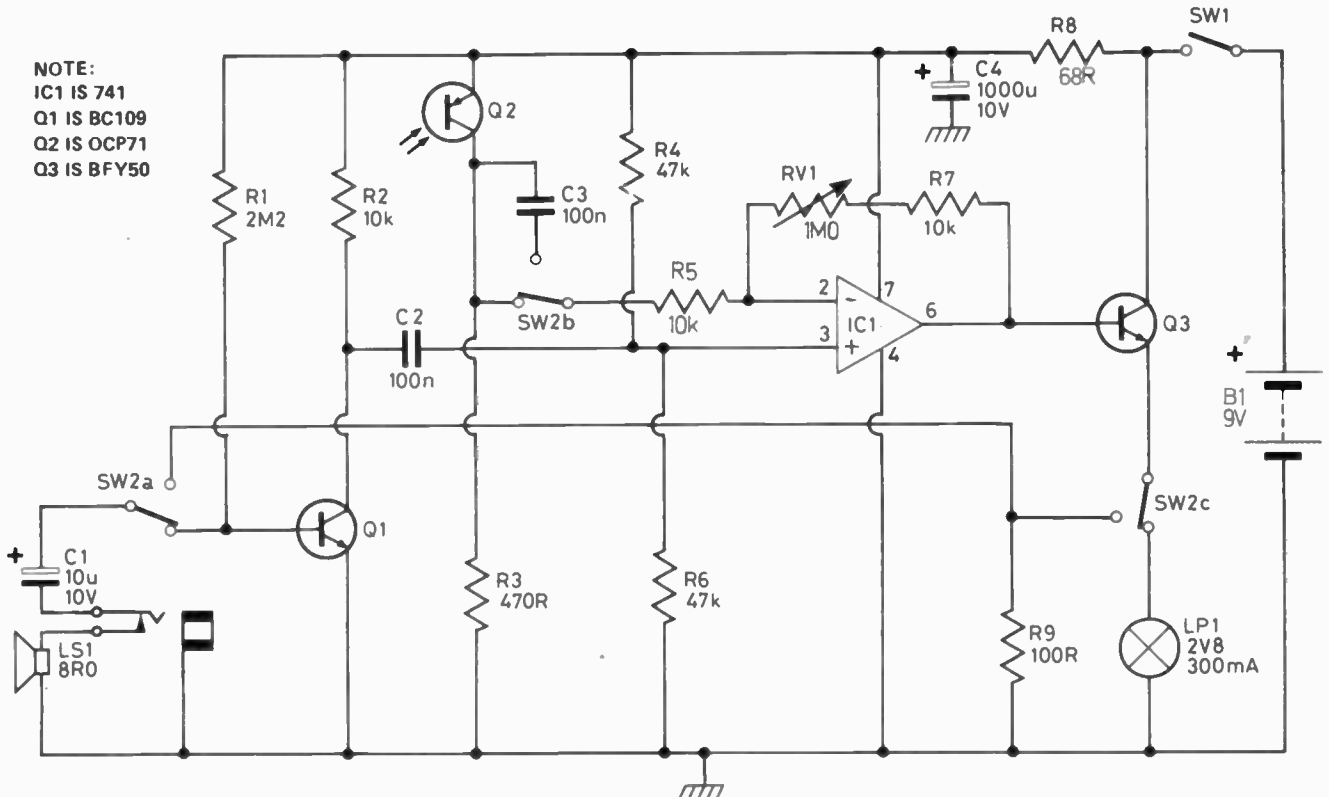 NOTE:
IC1 IS 741
Q1 IS BC109
Q2 IS OCP71
Q3 IS BFY50
R8
68R
SW1
+
C4
1000u
10V
Q2
R4
47k
R1
2M2
R2
10k
C3
100n
RV1
1M0
R7
10k
R5
10k
SW2b
2
-
7
IC1
6
3
+
4
Q3
C2
100n
+
B1
9V
SW2a
Q1
SW2c
+
C1
10u
10V
R3
470R
R6
47k
LS1
8R0
R9
100R
LP1
2V8
300mA